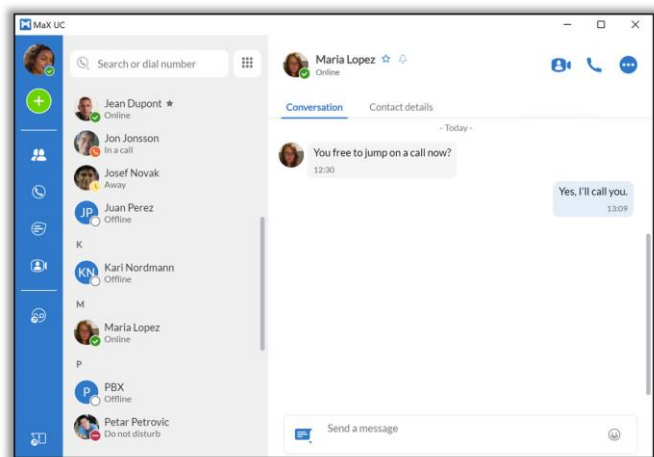 MaX UC
Search or dial number
Jean Dupont
Online
Jon Jonsson
In a call
Josef Novak
Away
JP
Juan Perez
Offline
K
KN
Kari Nordmann
Offline
M
Maria Lopez
Online
P
P
PBX
Offline
Petar Petrovic
Do not disturb
Maria Lopez
Online
Conversation Contact details
- Today -
You free to jump on a call now?
12:30
Yes, I'll call you.
13:09
Send a message